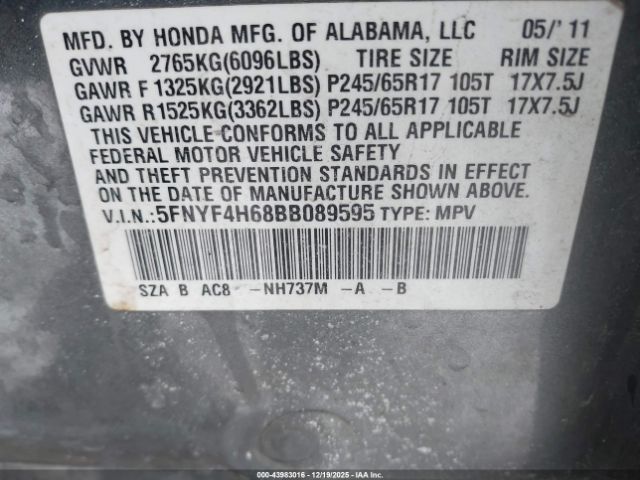 MFD. BY HONDA MFG. OF ALABAMA, LLC 05/'11
GVWR 2765KG(6096LBS) TIRE SIZE RIM SIZE
GAWR F 1325KG(2921LBS) P245/65R17 105T 17X7.5J
GAWR R 1525KG(3362LBS) P245/65R17 105T 17X7.5J
THIS VEHICLE CONFORMS TO ALL APPLICABLE
FEDERAL MOTOR VEHICLE SAFETY
AND THEFT PREVENTION STANDARDS IN EFFECT
ON THE DATE OF MANUFACTURE SHOWN ABOVE.
V.I.N.:5FNYF4H68BB089595 TYPE: MPV
SZA B AC8 -NH737M -A -B
000-43983016 - 12/19/2025 - IAAI.COM